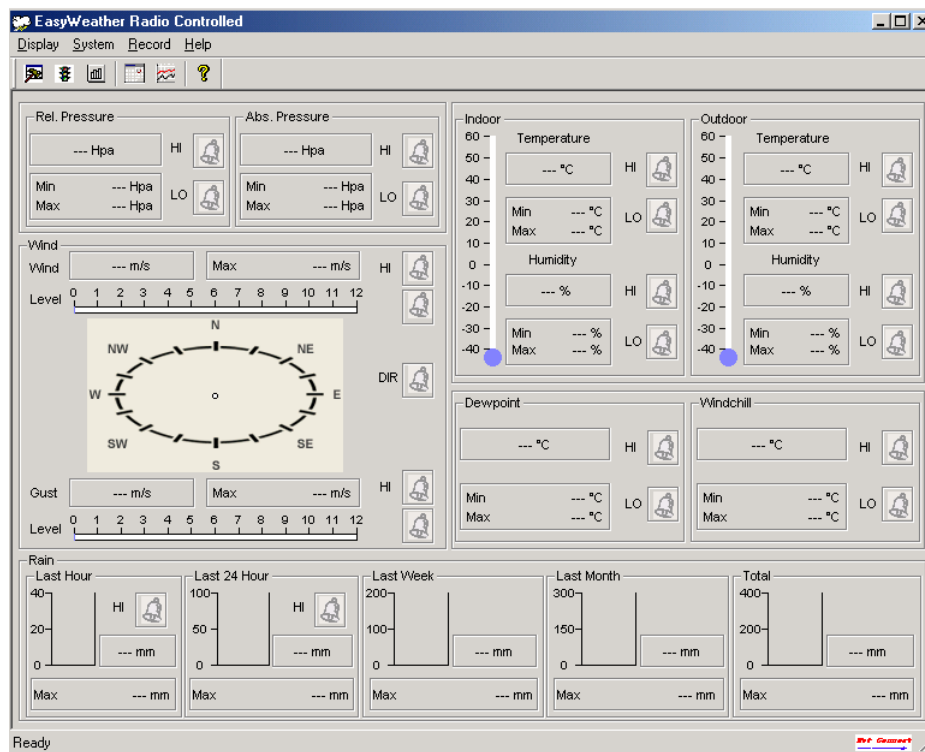 EasyWeather Radio Controlled
Display System Record Help
Rel. Pressure
--- Hpa
HI
Min --- Hpa
Max --- Hpa
LO
Abs. Pressure
--- Hpa
HI
Min --- Hpa
Max --- Hpa
LO
Indoor
60
50
40
30
20
10
0
-10
-20
-30
-40
Temperature
--- °C
HI
Min --- °C
Max --- °C
LO
Humidity
--- %
HI
Min --- %
Max --- %
LO
Outdoor
60
50
40
30
20
10
0
-10
-20
-30
-40
Temperature
--- °C
HI
Min --- °C
Max --- °C
LO
Humidity
--- %
HI
Min --- %
Max --- %
LO
Wind
Wind --- m/s Max --- m/s HI
Level 0 1 2 3 4 5 6 7 8 9 10 11 12
N
NW NE
W E
SW SE
S
DIR
Gust --- m/s Max --- m/s HI
Level 0 1 2 3 4 5 6 7 8 9 10 11 12
Dewpoint
--- °C
HI
Min --- °C
Max --- °C
LO
Windchill
--- °C
HI
Min --- °C
Max --- °C
LO
Rain
Last Hour
40
20
0
HI
--- mm
Max --- mm
Last 24 Hour
100
50
0
HI
--- mm
Max --- mm
Last Week
200
100
0
--- mm
Max --- mm
Last Month
300
150
0
--- mm
Max --- mm
Total
400
200
0
--- mm
Max --- mm
Ready
Not Connect